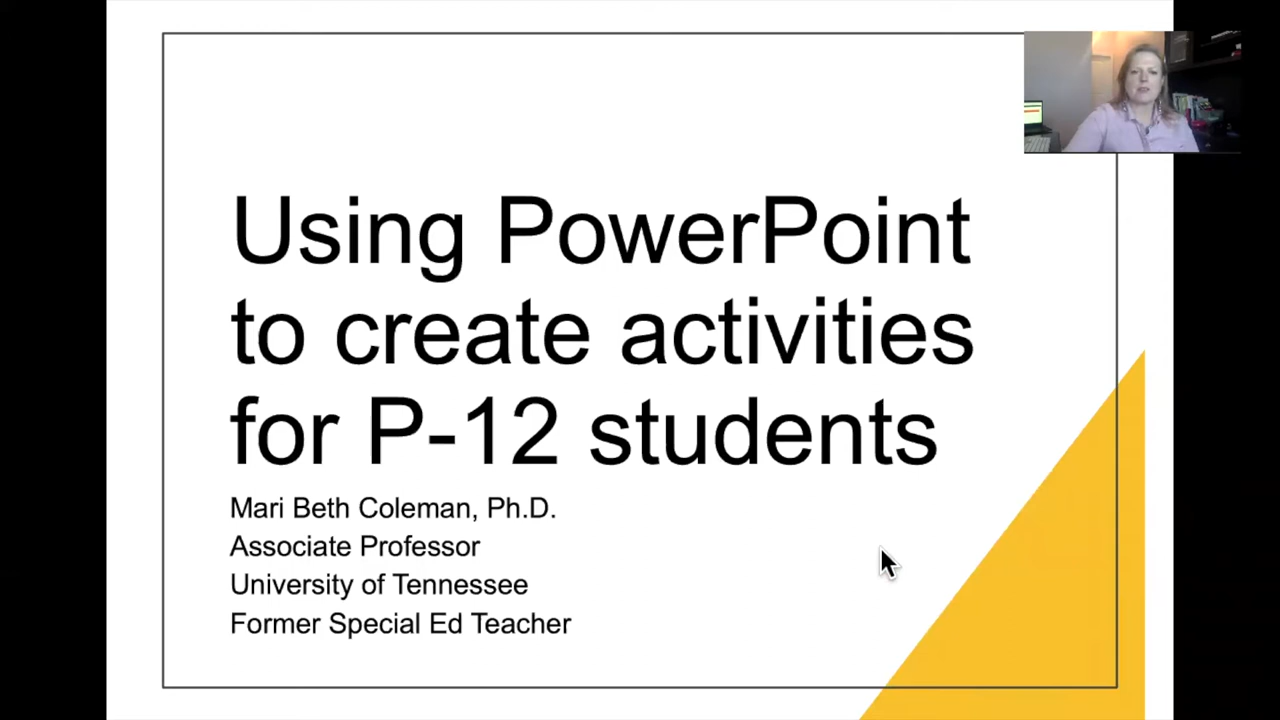 Using PowerPoint
to create activities
for P-12 students
Mari Beth Coleman, Ph.D.
Associate Professor
University of Tennessee
Former Special Ed Teacher